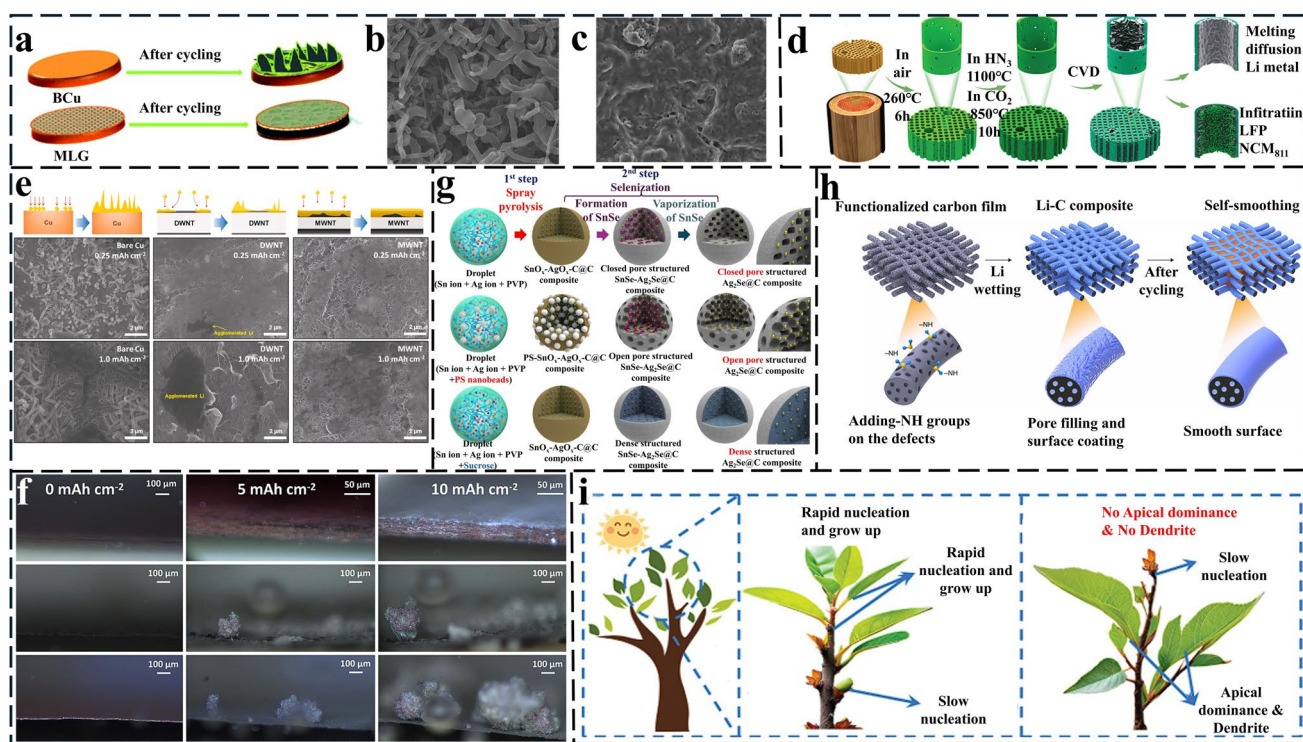 a
After cycling
BCu
After cycling
MLG
b
c
d
In
air
260°C
6h
In HN₃
1100°C
In CO₂
850°C
10h
CVD
Melting
diffusion
Li metal
Infitratiin
LFP
NCM₈₁₁
e
Cu
Cu
DWNT
DWNT
MWNT
MWNT
Bare Cu
0.25 mAh cm⁻²
2 μm
DWNT
0.25 mAh cm⁻²
Agglomerated Li
2 μm
MWNT
0.25 mAh cm⁻²
2 μm
Bare Cu
1.0 mAh cm⁻²
2 μm
DWNT
1.0 mAh cm⁻²
Agglomerated Li
2 μm
MWNT
1.0 mAh cm⁻²
2 μm
g
1st step
Spray
pyrolysis
2nd step
Selenization
Formation
of SnSe
Vaporization
of SnSe
Droplet
(Sn ion + Ag ion + PVP)
SnOₓ-AgOₓ-C@C
composite
Closed pore structured
SnSe-Ag₂Se@C
composite
Closed pore structured
Ag₂Se@C composite
Droplet
(Sn ion + Ag ion + PVP
+PS nanobeads)
PS-SnOₓ-AgOₓ-C@C
composite
Open pore structured
SnSe-Ag₂Se@C
composite
Open pore structured
Ag₂Se@C composite
Droplet
(Sn ion + Ag ion + PVP
+Sucrose)
SnOₓ-AgOₓ-C@C
composite
Dense structured
SnSe-Ag₂Se@C
composite
Dense structured
Ag₂Se@C composite
h
Functionalized carbon film
Li-C composite
Self-smoothing
Li
wetting
After
cycling
-NH
-NH
-NH
-NH
Adding-NH groups
on the defects
Pore filling and
surface coating
Smooth surface
f
0 mAh cm⁻²
100 μm
5 mAh cm⁻²
50 μm
10 mAh cm⁻²
50 μm
100 μm
100 μm
100 μm
100 μm
100 μm
100 μm
i
Rapid nucleation
and grow up
Rapid
nucleation and
grow up
Slow
nucleation
No Apical dominance
& No Dendrite
Slow
nucleation
Apical
dominance &
Dendrite